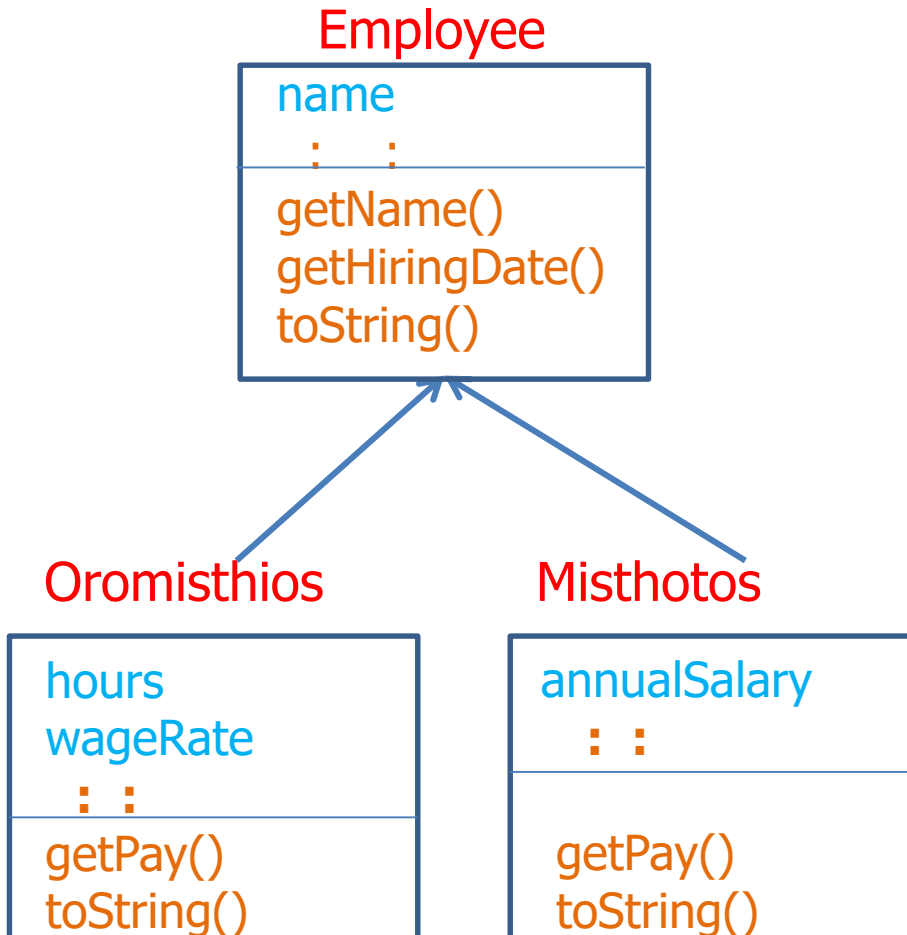 Employee
name
: :
getName()
getHiringDate()
toString()
Oromisthios
hours
wageRate
: :
getPay()
toString()
Misthotos
annualSalary
: :
getPay()
toString()